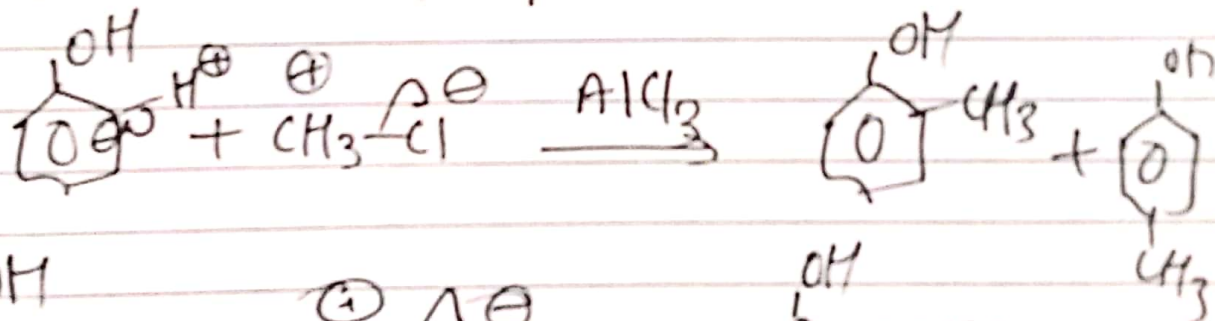 OH OH OH
H⊕ ⊕ ⊖ AlCl3
⊖ + CH3-Cl ⟶ CH3 +
CH3
H ⊕ ⊖ OH